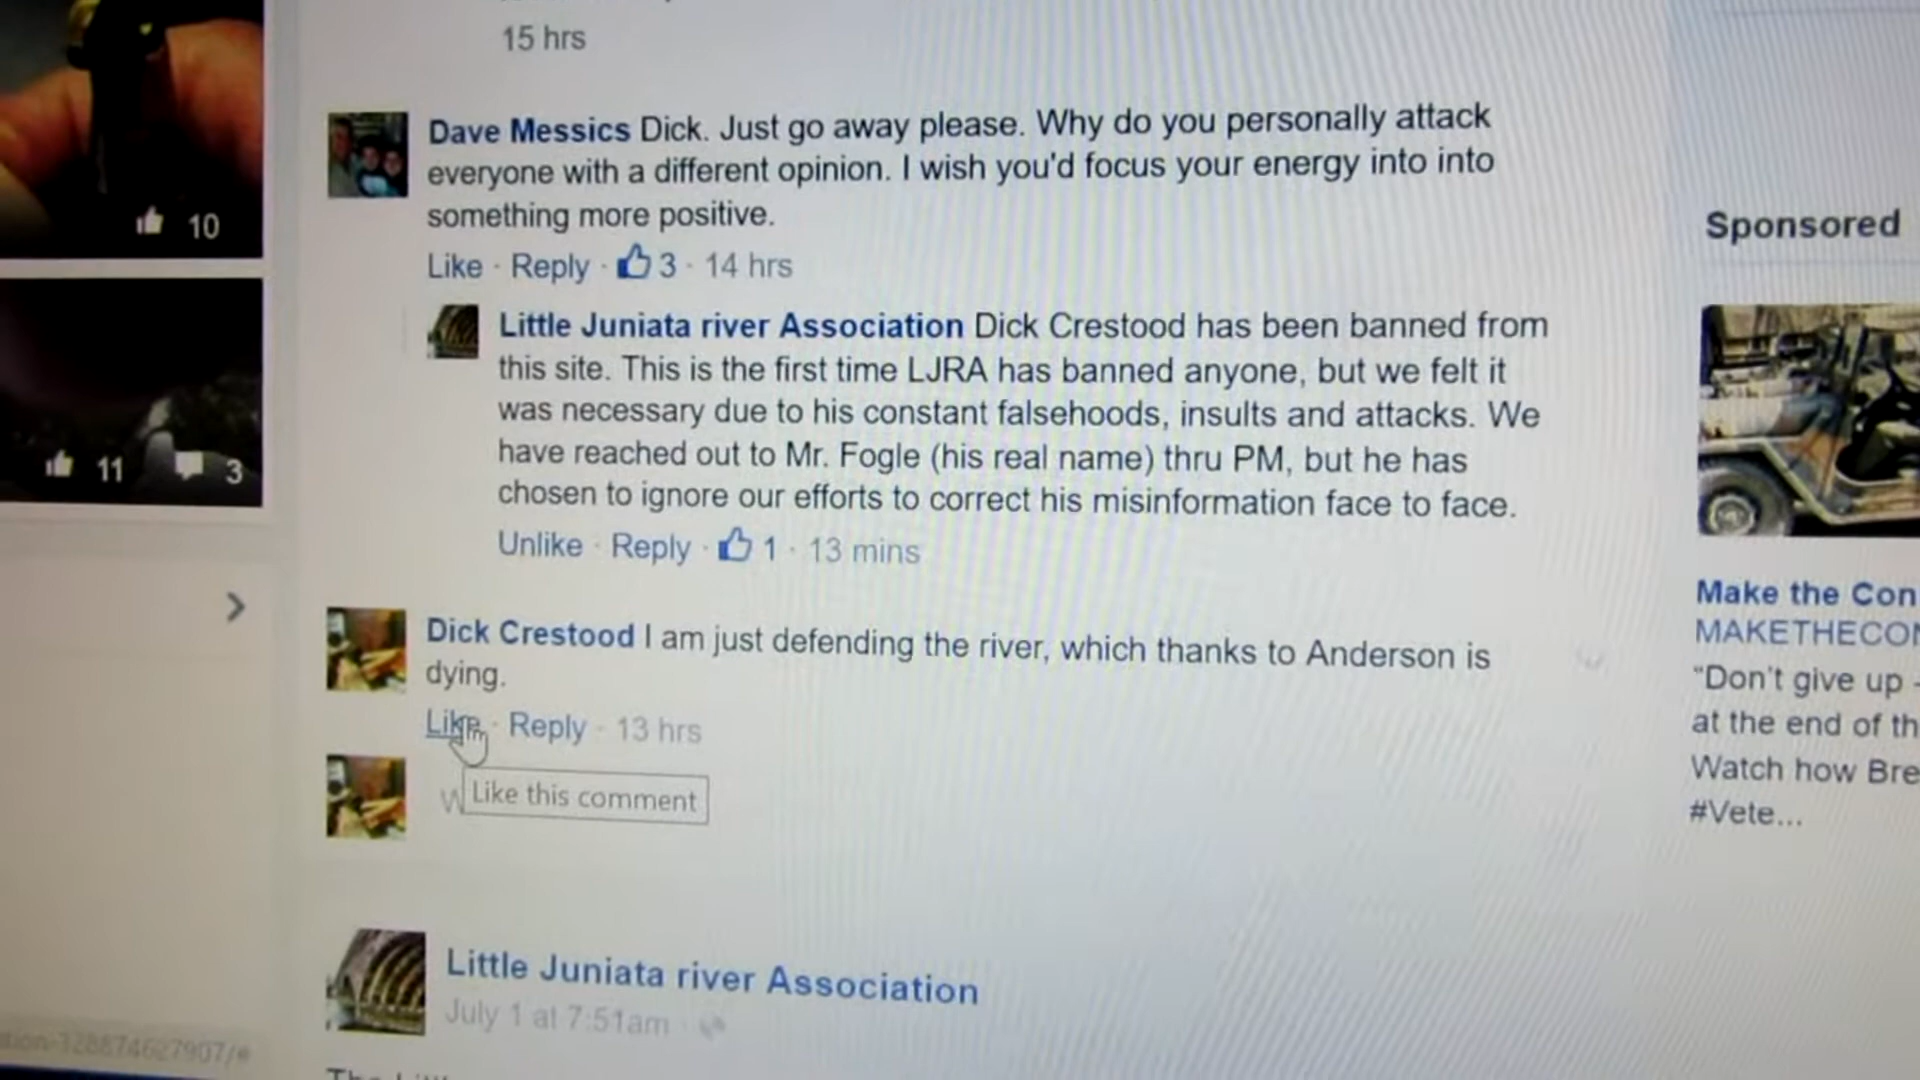 15 hrs
10
Dave Messics Dick. Just go away please. Why do you personally attack
everyone with a different opinion. I wish you'd focus your energy into into
something more positive.
Like · Reply · 3 · 14 hrs
Little Juniata river Association Dick Crestood has been banned from
this site. This is the first time LJRA has banned anyone, but we felt it
was necessary due to his constant falsehoods, insults and attacks. We
have reached out to Mr. Fogle (his real name) thru PM, but he has
chosen to ignore our efforts to correct his misinformation face to face.
Unlike · Reply · 1 · 13 mins
11 3
Dick Crestood I am just defending the river, which thanks to Anderson is
dying.
Like · Reply · 13 hrs
Like this comment
Little Juniata river Association
July 1 at 7:51am ·
Sponsored
Make the Con
MAKETHECON
“Don't give up -
at the end of th
Watch how Bre
#Vete...